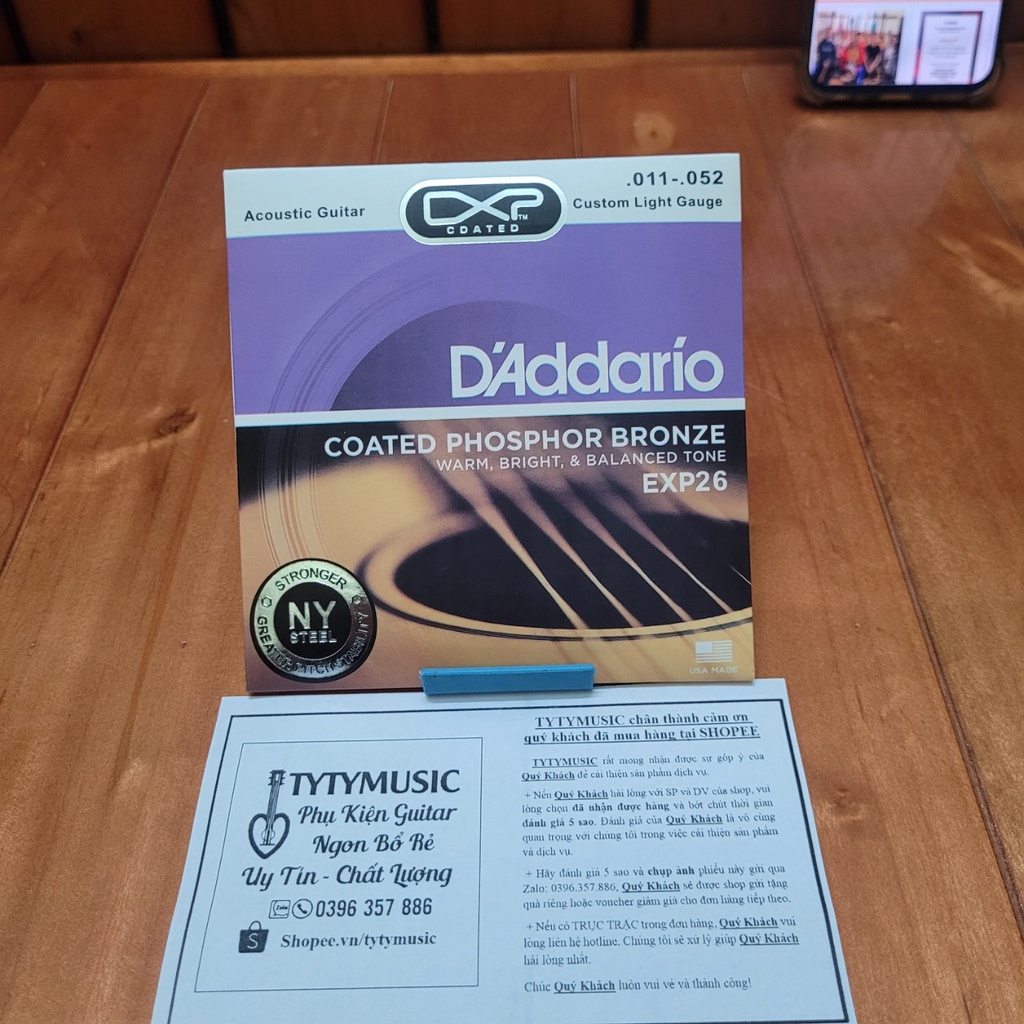 .011-.052
Acoustic Guitar
EXP™
COATED
Custom Light Gauge
D'Addario
COATED PHOSPHOR BRONZE
WARM, BRIGHT, & BALANCED TONE
EXP26
STRONGER
NY
STEEL
GREATER PITCH STABILITY
USA MADE
TYTYMUSIC
Phụ Kiện Guitar
Ngon Bổ Rẻ
Uy Tín - Chất Lượng
Zalo 0396 357 886
S Shopee.vn/tytymusic
TYTYMUSIC chân thành cảm ơn
quý khách đã mua hàng tại SHOPEE
TYTYMUSIC rất mong nhận được sự góp ý của
Quý Khách để cải thiện sản phẩm dịch vụ.
+ Nếu Quý Khách hài lòng với SP và DV của shop, vui
lòng chọn đã nhận được hàng và bớt chút thời gian
đánh giá 5 sao. Đánh giá của Quý Khách là vô cùng
quan trọng với chúng tôi trong việc cải thiện sản phẩm
và dịch vụ.
+ Hãy đánh giá 5 sao và chụp ảnh phiếu này gửi qua
Zalo: 0396.357.886, Quý Khách sẽ được shop gửi tặng
quà riêng hoặc voucher giảm giá cho đơn hàng tiếp theo.
+ Nếu có TRỤC TRẶC trong đơn hàng, Quý Khách vui
lòng liên hệ hotline. Chúng tôi sẽ xử lý giúp Quý Khách
hài lòng nhất.
Chúc Quý Khách luôn vui vẻ và thành công!